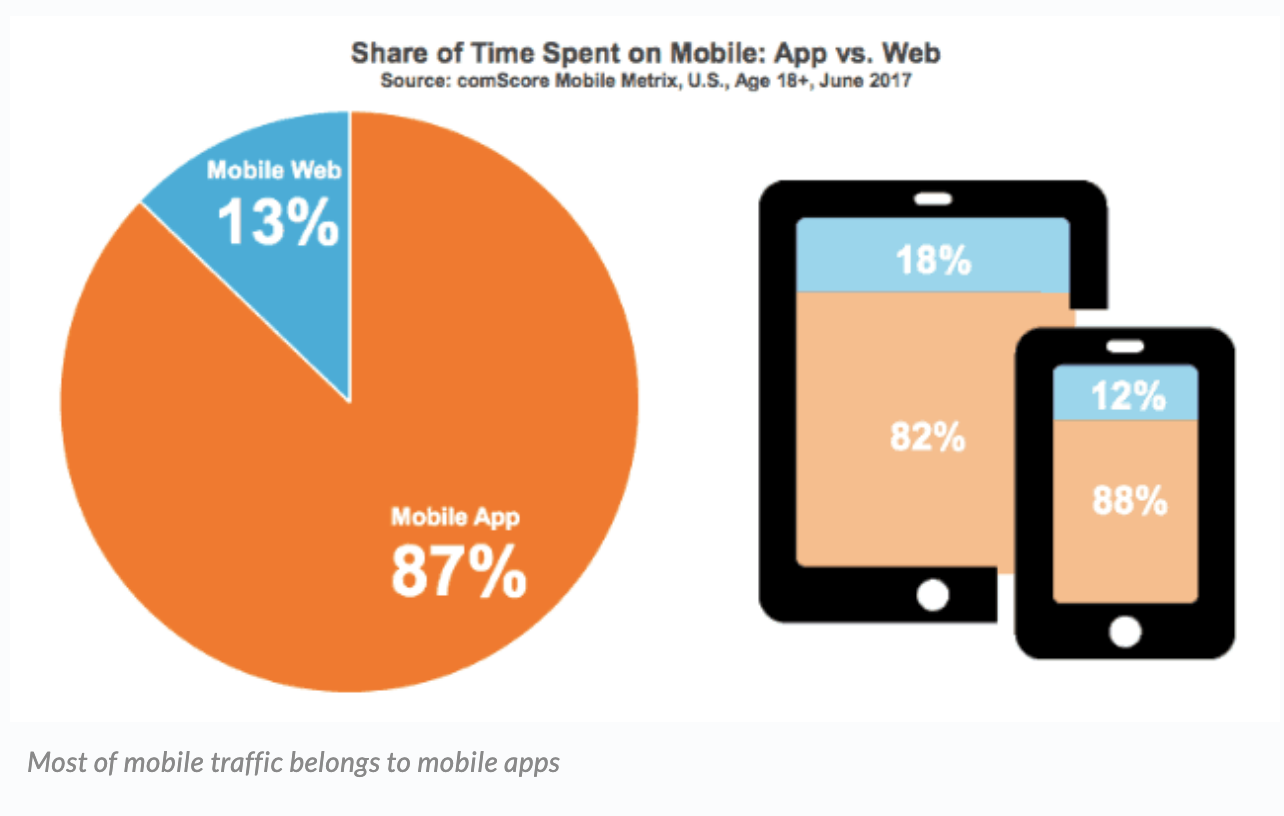 Share of Time Spent on Mobile: App vs. Web
Source: comScore Mobile Metrix, U.S., Age 18+, June 2017
Mobile Web
13%
Mobile App
87%
18%
82%
12%
88%
Most of mobile traffic belongs to mobile apps